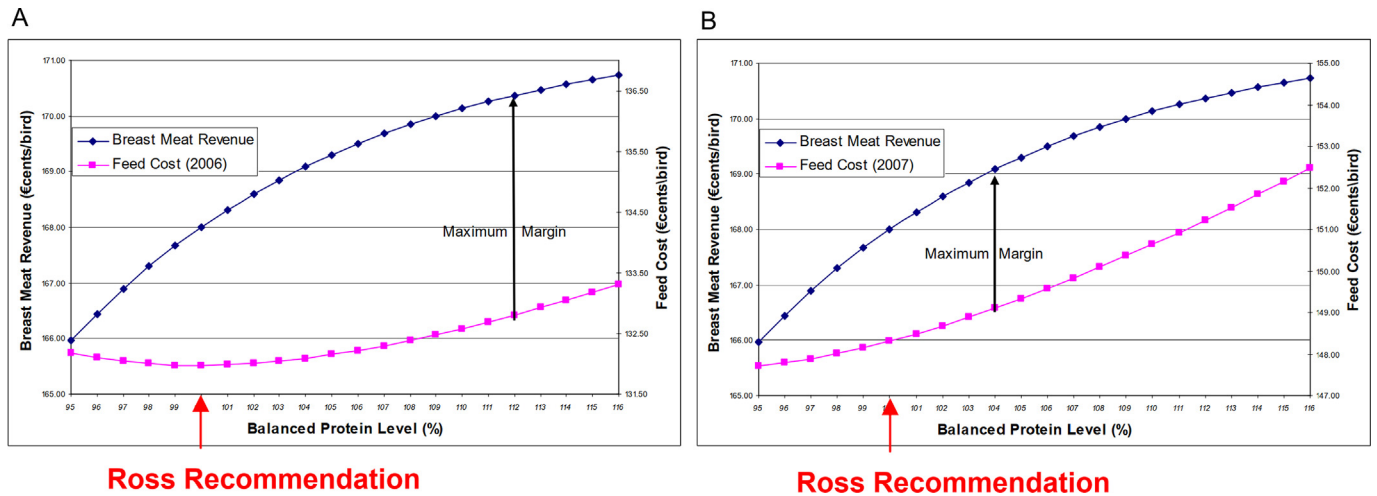 A
171.00
170.00
169.00
168.00
167.00
166.00
165.00
Breast Meat Revenue (€cents/bird)
Breast Meat Revenue
Feed Cost (2006)
Maximum Margin
136.50
135.50
134.50
133.50
132.50
131.50
Feed Cost (€cents\bird)
95 96 97 98 99 101 102 103 104 105 106 107 108 109 110 111 112 113 114 115 116
Balanced Protein Level (%)
Ross Recommendation
B
171.00
170.00
169.00
168.00
167.00
166.00
165.00
Breast Meat Revenue (€cents/bird)
Breast Meat Revenue
Feed Cost (2007)
Maximum Margin
155.00
154.00
153.00
152.00
151.00
150.00
149.00
148.00
147.00
Feed Cost (€cents\bird)
95 96 97 98 99 101 102 103 104 105 106 107 108 109 110 111 112 113 114 115 116
Balanced Protein Level (%)
Ross Recommendation